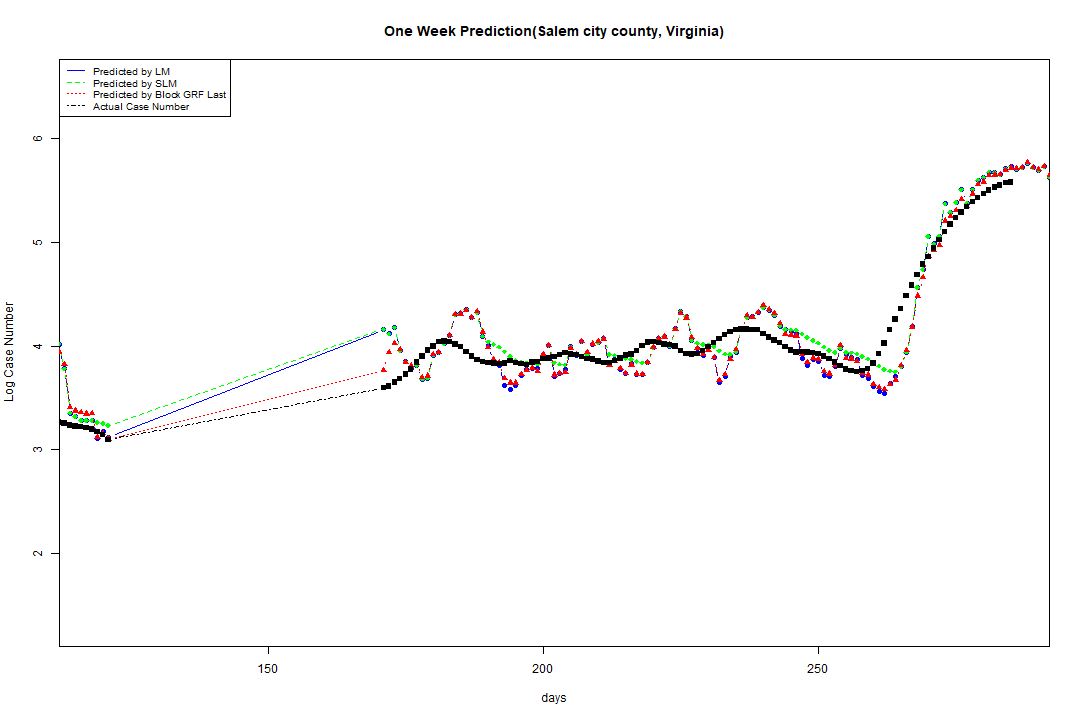 One Week Prediction(Salem city county, Virginia)
Predicted by LM
Predicted by SLM
Predicted by Block GRF Last
Actual Case Number
6
5
4
3
2
Log Case Number
150
200
250
days